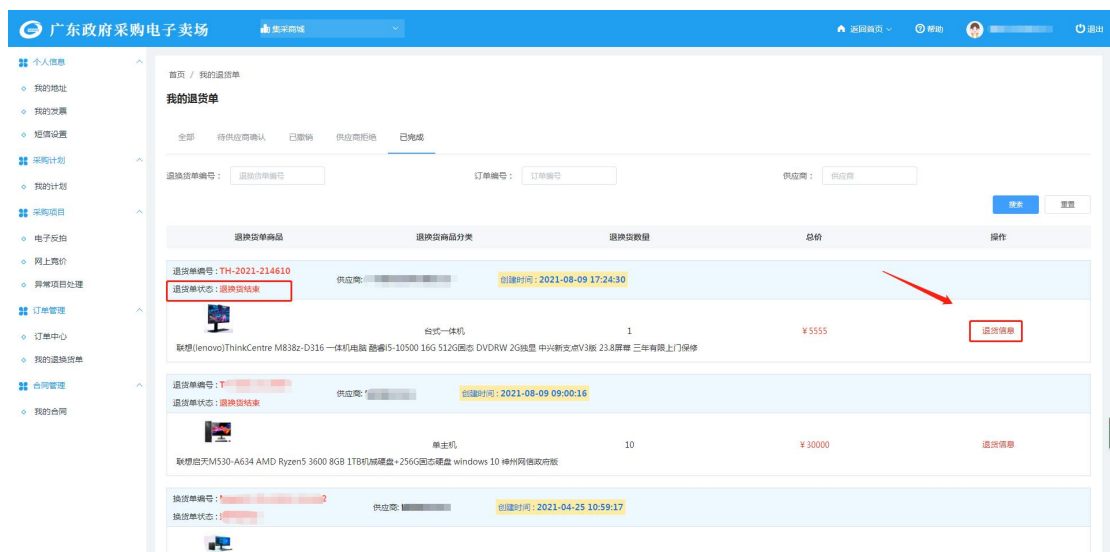 广东政府采购电子卖场
集采商城
返回首页
帮助
退出
个人信息
我的地址
我的发票
短信设置
采购计划
我的计划
采购项目
电子反拍
网上竞价
异常项目处理
订单管理
订单中心
我的退换货单
合同管理
我的合同
首页 / 我的退货单
我的退货单
全部 待供应商确认 已撤销 供应商拒绝 已完成
退换货单编号： 退换货单编号 订单编号： 订单编号 供应商： 供应商
搜索 重置
退换货单商品 退换货商品分类 退换货数量 总价 操作
退货单编号：TH-2021-214610
供应商: 创建时间：2021-08-09 17:24:30
退货单状态：退换货结束
台式一体机 1 ￥5555 退货信息
联想(lenovo)ThinkCentre M838z-D316 一体机电脑 酷睿i5-10500 16G 512G固态 DVDRW 2G独显 中兴新支点V3版 23.8屏幕 三年有限上门保修
退货单编号：T
供应商: 创建时间：2021-08-09 09:00:16
退货单状态：退换货结束
单主机 10 ￥30000 退货信息
联想启天M530-A634 AMD Ryzen5 3600 8GB 1TB机械硬盘+256G固态硬盘 windows 10 神州网信政府版
换货单编号： 2
供应商: 创建时间：2021-04-25 10:59:17
换货单状态：